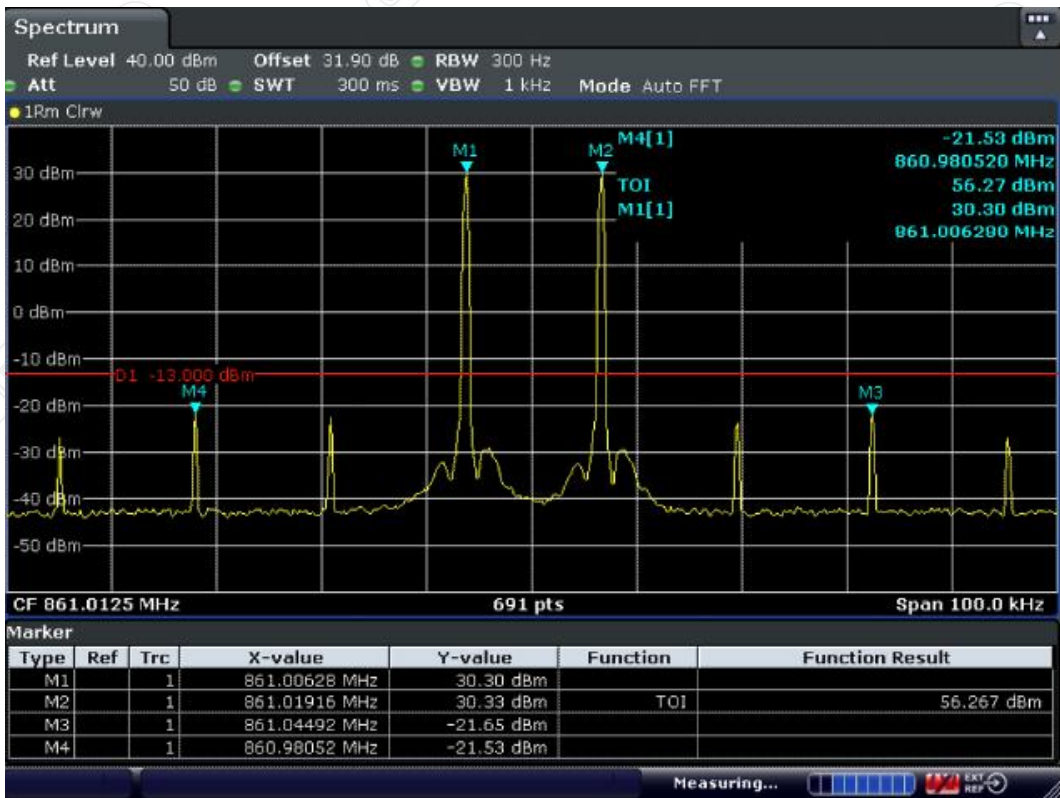 Spectrum
Ref Level 40.00 dBm Offset 31.90 dB RBW 300 Hz
Att 50 dB SWT 300 ms VBW 1 kHz Mode Auto FFT
1Rm Clrw
M4[1] -21.53 dBm
860.980520 MHz
TOI 56.27 dBm
M1[1] 30.30 dBm
861.006280 MHz
M1
M2
30 dBm
20 dBm
10 dBm
0 dBm
-10 dBm
D1 -13.000 dBm
M4
M3
-20 dBm
-30 dBm
-40 dBm
-50 dBm
CF 861.0125 MHz 691 pts Span 100.0 kHz
Marker
Type Ref Trc X-value Y-value Function Function Result
M1 1 861.00628 MHz 30.30 dBm
M2 1 861.01916 MHz 30.33 dBm TOI 56.267 dBm
M3 1 861.04492 MHz -21.65 dBm
M4 1 860.98052 MHz -21.53 dBm
Measuring... EXT REF